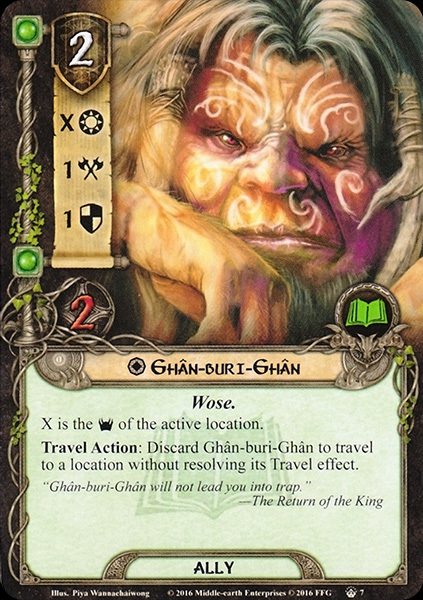 2
X
1
1
2
Ghân-buri-Ghân
Wose.
X is the of the active location.
Travel Action: Discard Ghân-buri-Ghân to travel
to a location without resolving its Travel effect.
“Ghân-buri-Ghân will not lead you into trap.”
—The Return of the King
ALLY
Illus. Piya Wannachaiwong © 2016 Middle-earth Enterprises © 2016 FFG 7